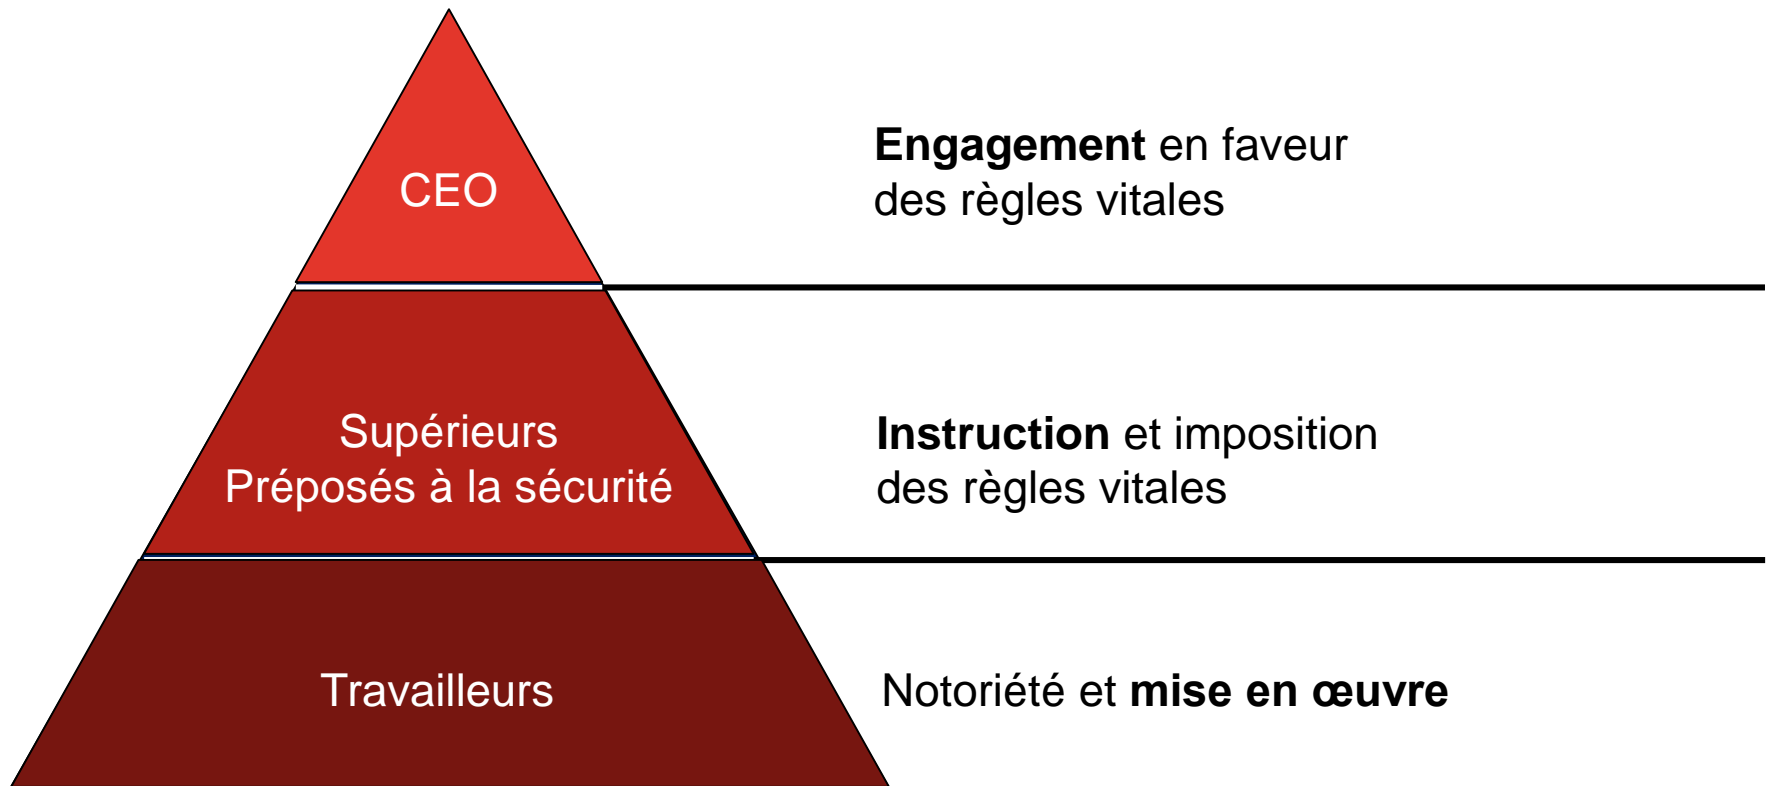 CEO
Engagement en faveur
des règles vitales
Supérieurs
Préposés à la sécurité
Instruction et imposition
des règles vitales
Travailleurs
Notoriété et mise en œuvre